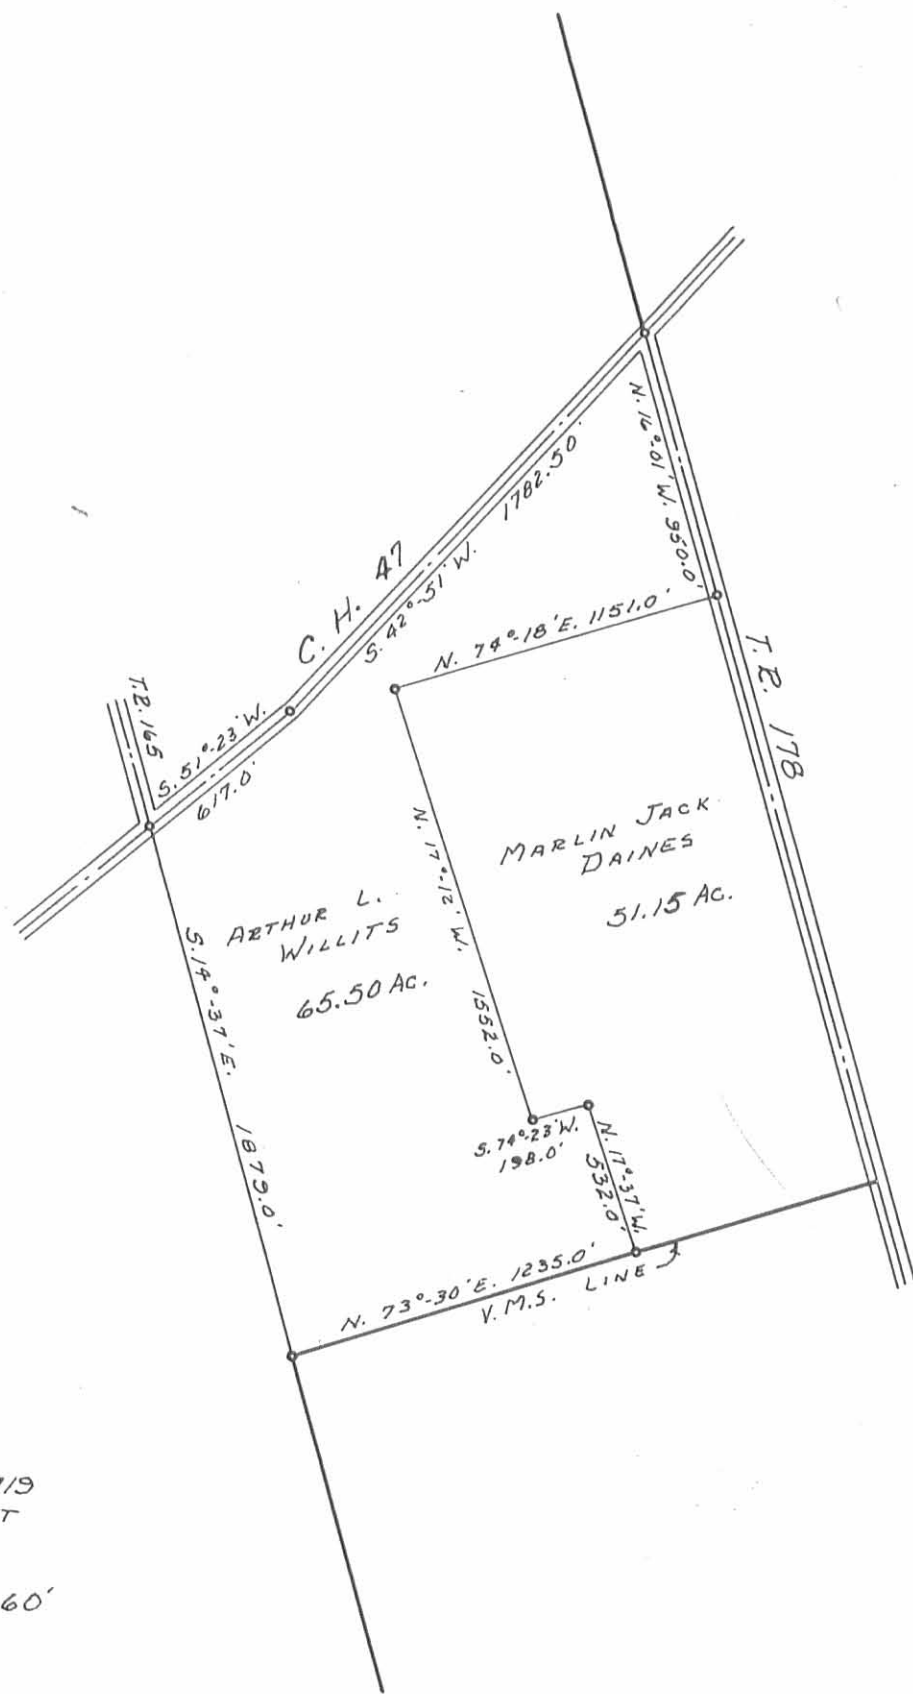 N. 16°-01' W. 950.0'
1782.50'
C. H. 47
S. 42°-51' W.
N. 74°-18' E. 1151.0'
T.R. 165
S. 51°-23' W.
617.0'
T.R. 178
MARLIN JACK
DAINES
51.15 AC.
N. 17°-12' W. 1552.0'
ARTHUR L.
WILLITS
65.50 AC.
S. 14°-37' E. 1879.0'
S. 74°-23' W.
198.0'
N. 17°-37' W.
532.0'
N. 73°-30' E. 1235.0'
V.M.S. LINE
60'